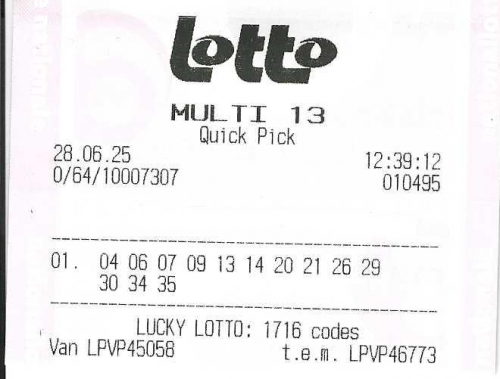 Lotto
MULTI 13
Quick Pick
28.06.25 12:39:12
0/64/10007307 010495
01. 04 06 07 09 13 14 20 21 26 29
30 34 35
LUCKY LOTTO: 1716 codes
Van LPVP45058 t.e.m. LPVP46773